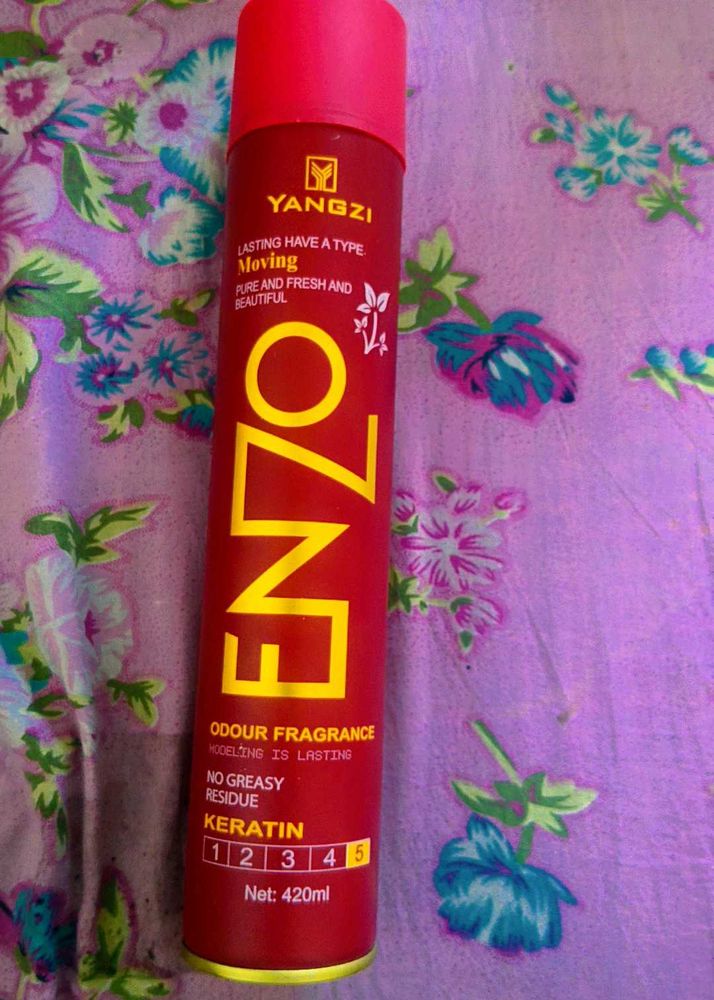 YANGZI
LASTING HAVE A TYPE
Moving
PURE AND FRESH AND
BEAUTIFUL
ENZO
ODOUR FRAGRANCE
MODELING IS LASTING
NO GREASY
RESIDUE
KERATIN
1 2 3 4 5
Net: 420ml